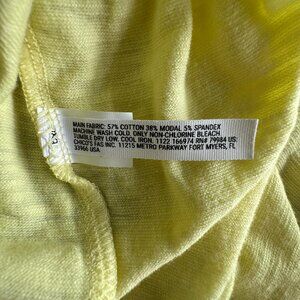 MAIN FABRIC: 57% COTTON 38% MODAL 5% SPANDEX
MACHINE WASH COLD. ONLY NON-CHLORINE BLEACH
TUMBLE DRY LOW. COOL IRON. 1122 166974 RN# 79984 US:
CHICO'S FAS INC. 11215 METRO PARKWAY FORT MYERS, FL
33966 USA